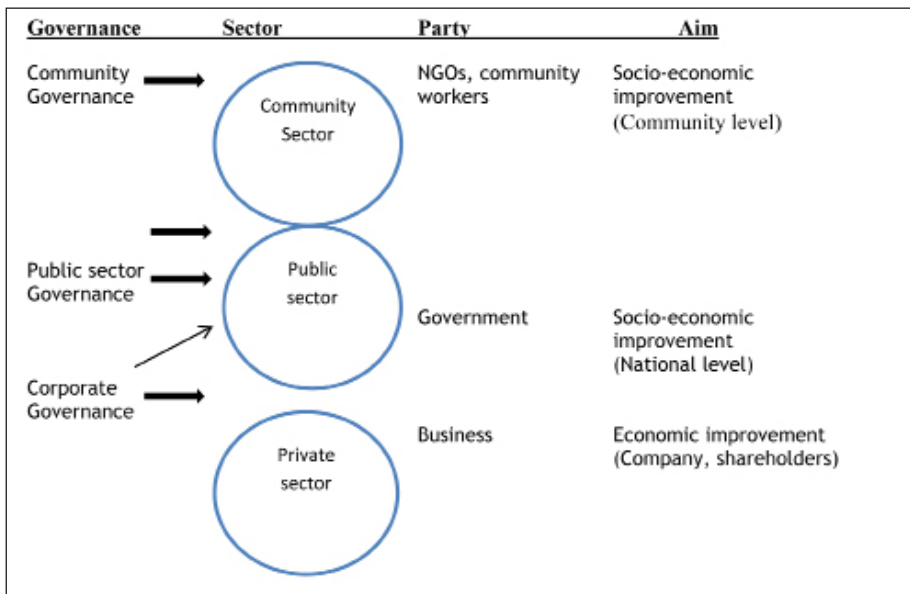 Governance Sector Party Aim
Community
Governance
Community
Sector
NGOs, community
workers
Socio-economic
improvement
(Community level)
Public sector
Governance
Public
sector
Government
Socio-economic
improvement
(National level)
Corporate
Governance
Private
sector
Business
Economic improvement
(Company, shareholders)